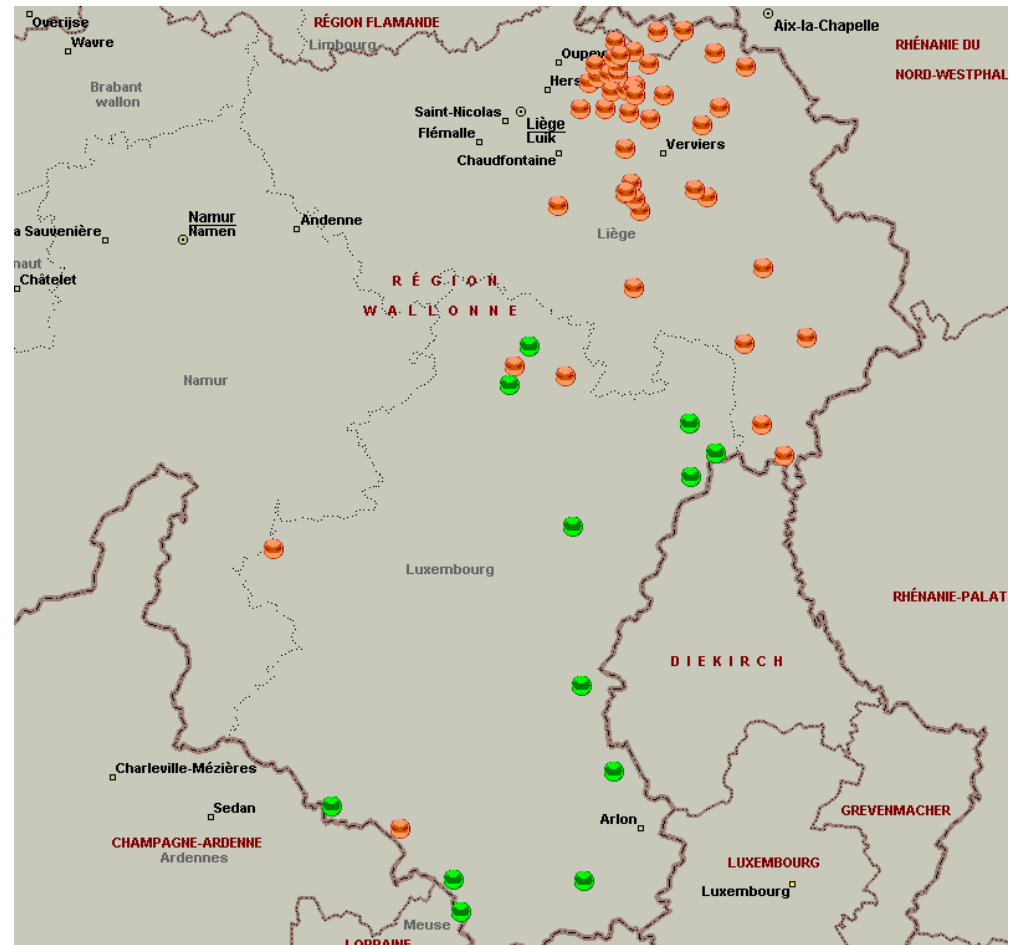 Overijse
RÉGION FLAMANDE
Aix-la-Chapelle
Wavre
Limbourg
RHÉNANIE DU
Oupey
NORD-WESTPHAL
Brabant
wallon
Hers
Saint-Nicolas
Liège
Luik
Flémalle
Verviers
Chaudfontaine
Namur
Namen
Andenne
a Sauvenière
Liège
naut
Châtelet
RÉGION
WALLONNE
Namur
Luxembourg
RHÉNANIE-PALAT
DIEKIRCH
Charleville-Mézières
Sedan
Arlon
GREVENMACHER
CHAMPAGNE-ARDENNE
Ardennes
LUXEMBOURG
Luxembourg
Meuse
LORRAINE